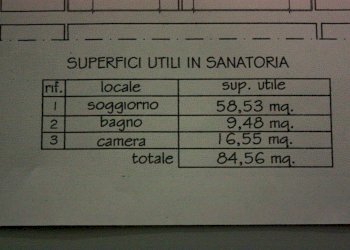 SUPERFICI UTILI IN SANATORIA
rif. locale sup. utile
1 soggiorno 58,53 mq.
2 bagno 9,48 mq.
3 camera 16,55 mq.
totale 84,56 mq.